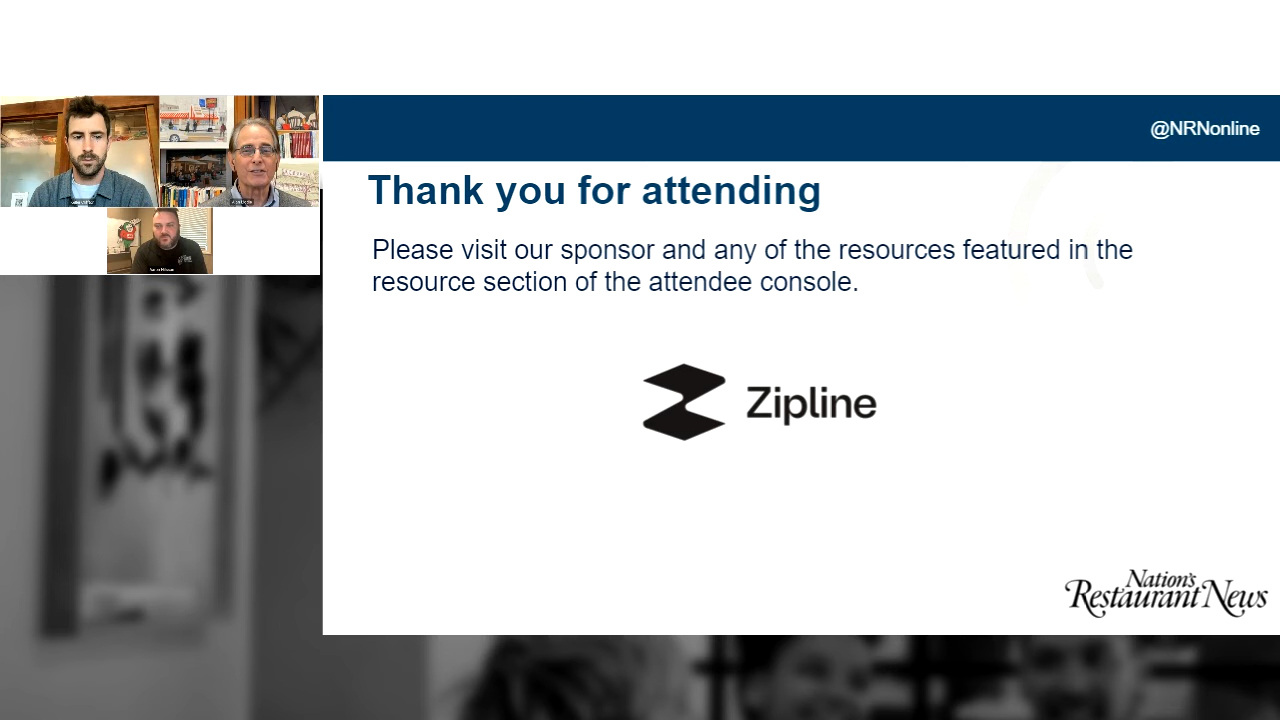 @NRNonline
Thank you for attending
Please visit our sponsor and any of the resources featured in the
resource section of the attendee console.
Zipline
Nation's
Restaurant News